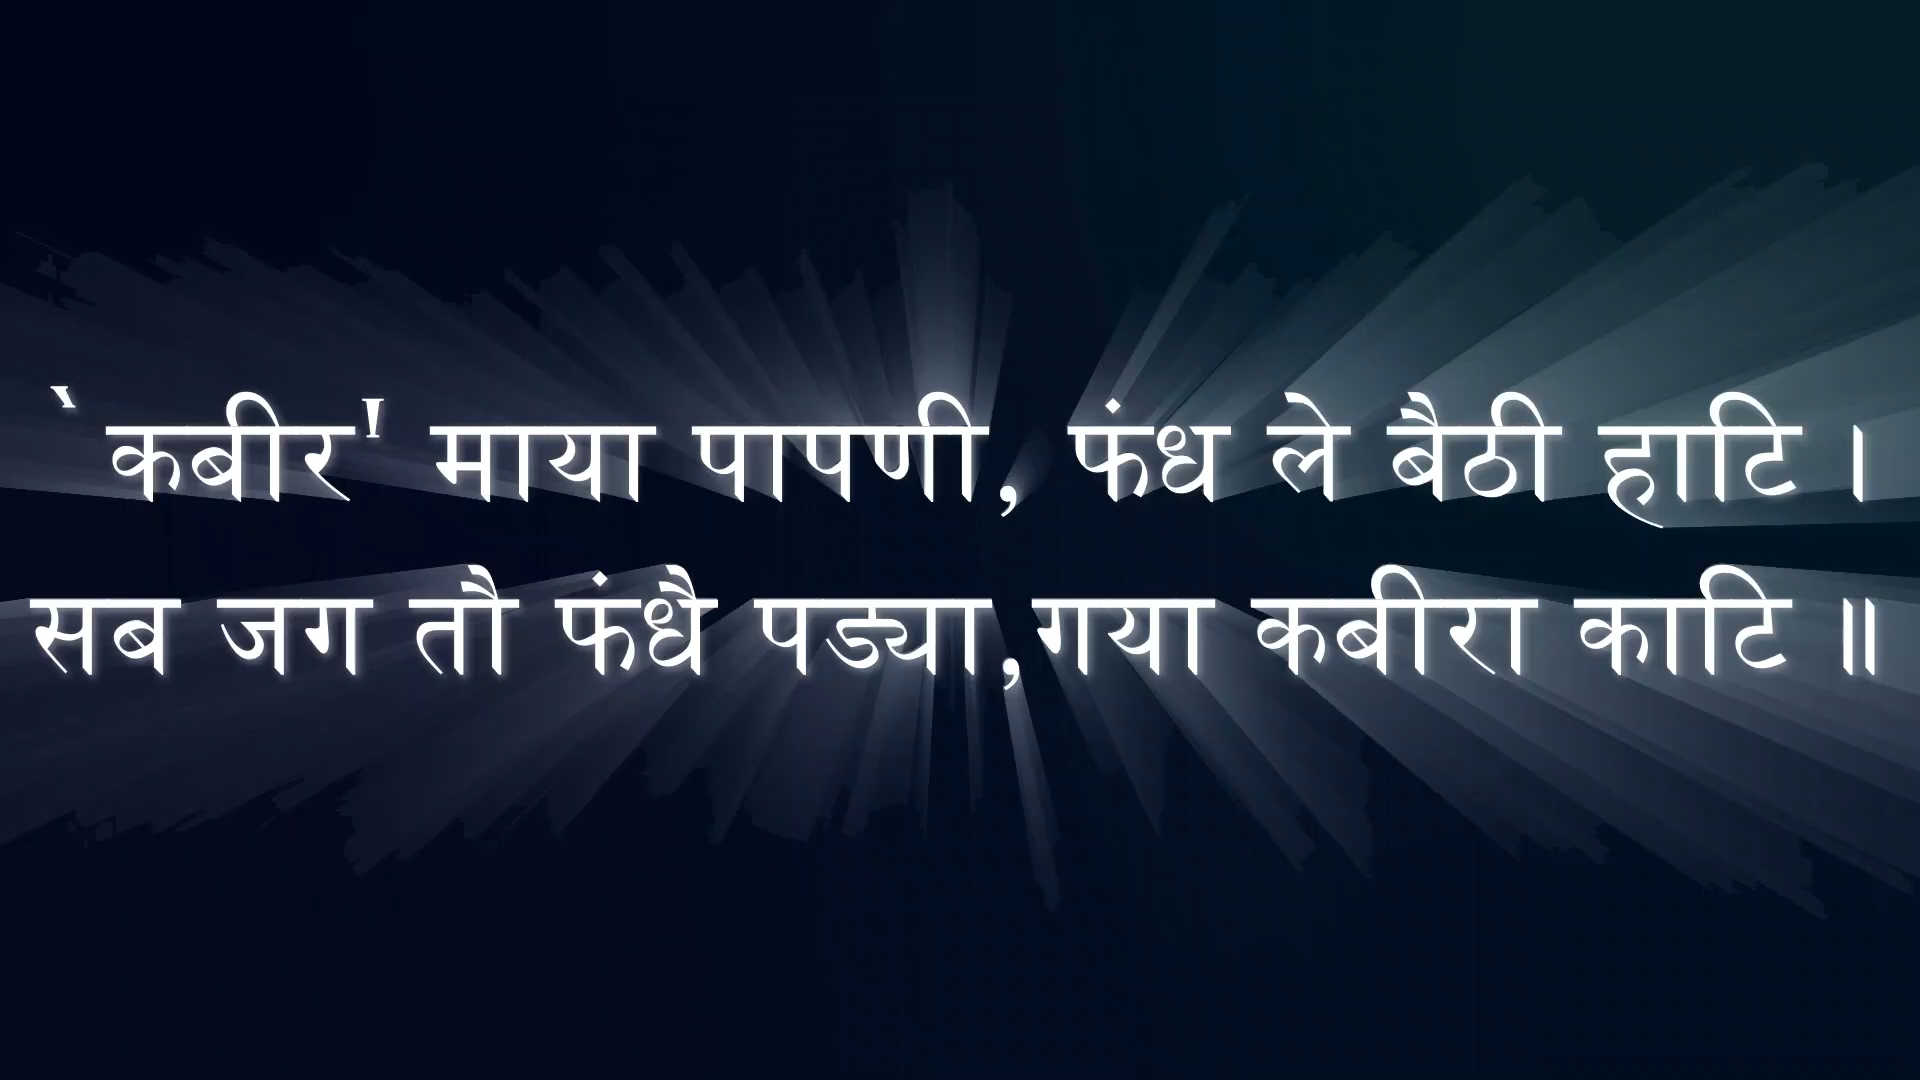 `कबीर' माया पापणी, फंध ले बैठी हाटि ।
सब जग तौ फंधै पड्या,गया कबीरा काटि ॥